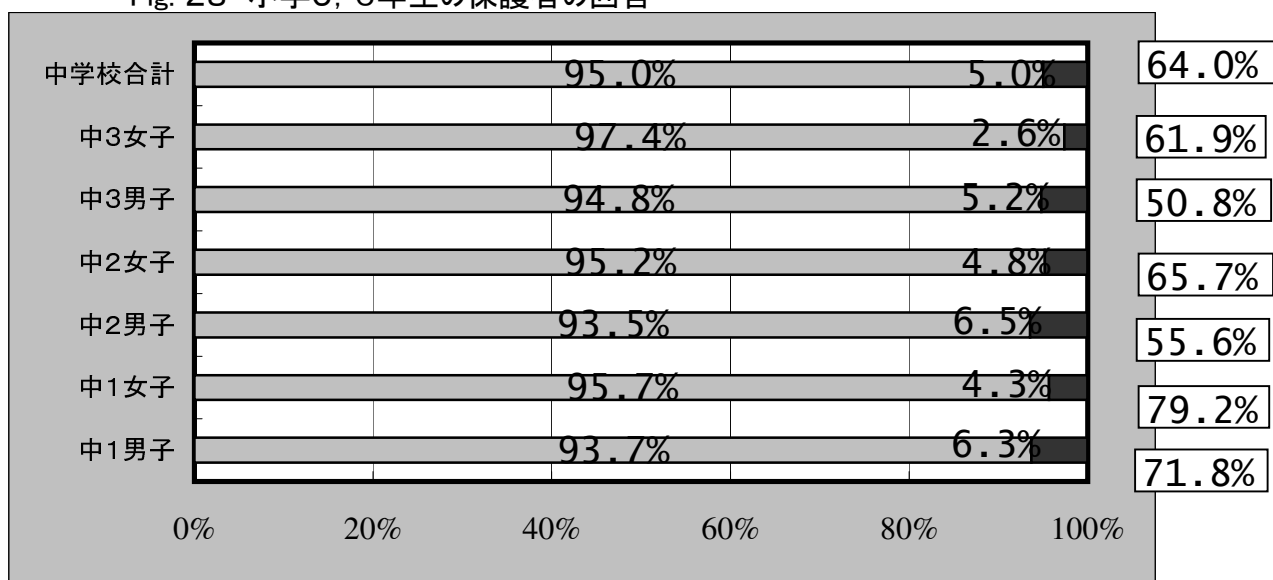 中学校合計 95.0% 5.0% 64.0%
中3女子 97.4% 2.6% 61.9%
中3男子 94.8% 5.2% 50.8%
中2女子 95.2% 4.8% 65.7%
中2男子 93.5% 6.5% 55.6%
中1女子 95.7% 4.3% 79.2%
中1男子 93.7% 6.3% 71.8%
0% 20% 40% 60% 80% 100%